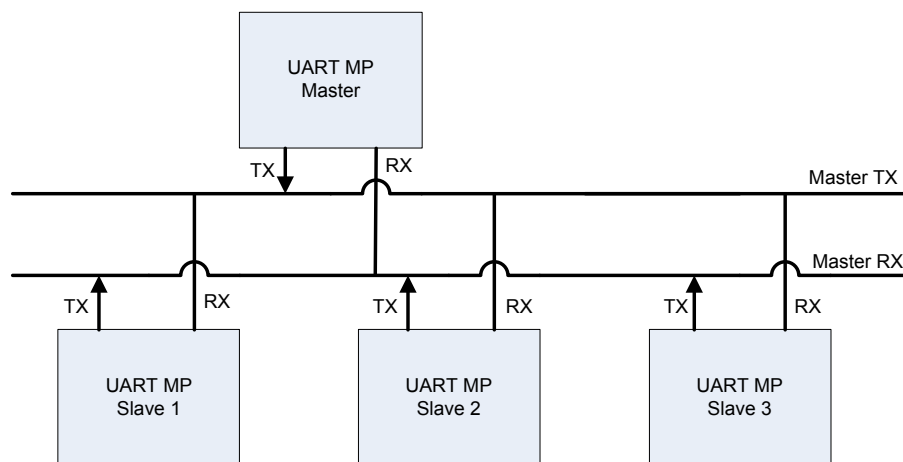 UART MP
Master
TX
RX
Master TX
Master RX
TX
RX
TX
RX
TX
RX
UART MP
Slave 1
UART MP
Slave 2
UART MP
Slave 3